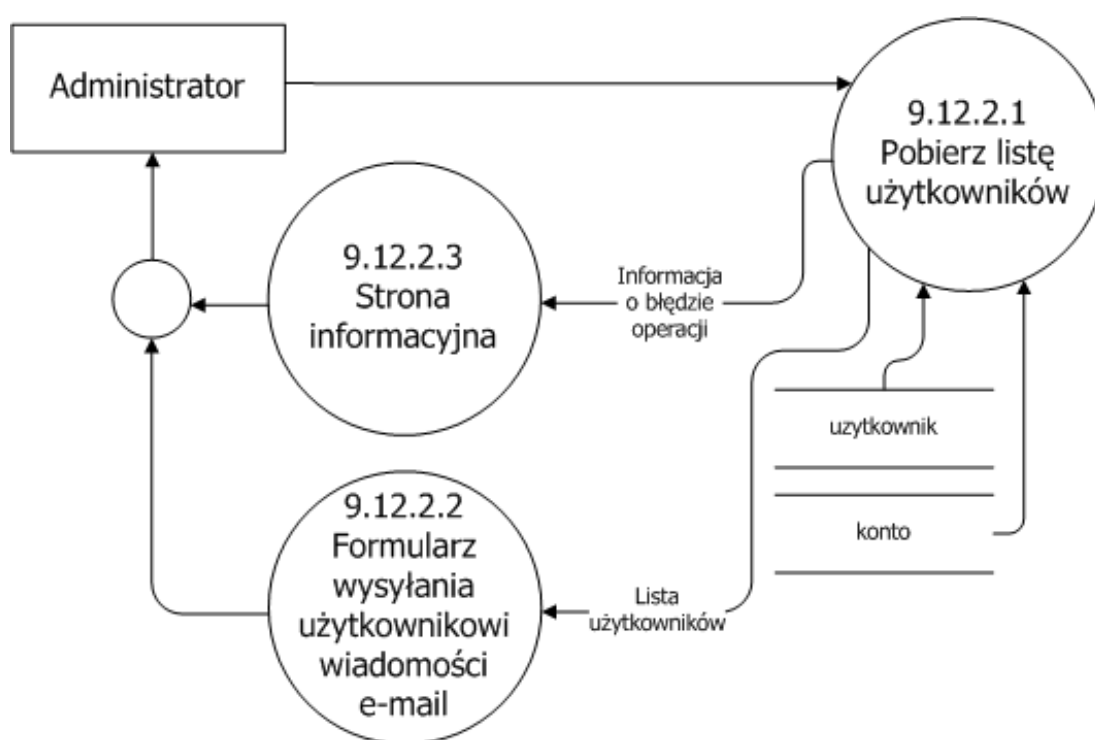 Administrator
9.12.2.1
Pobierz listę
użytkowników
9.12.2.3
Strona
informacyjna
Informacja
o błędzie
operacji
uzytkownik
konto
9.12.2.2
Formularz
wysyłania
użytkownikowi
wiadomości
e-mail
Lista
użytkowników